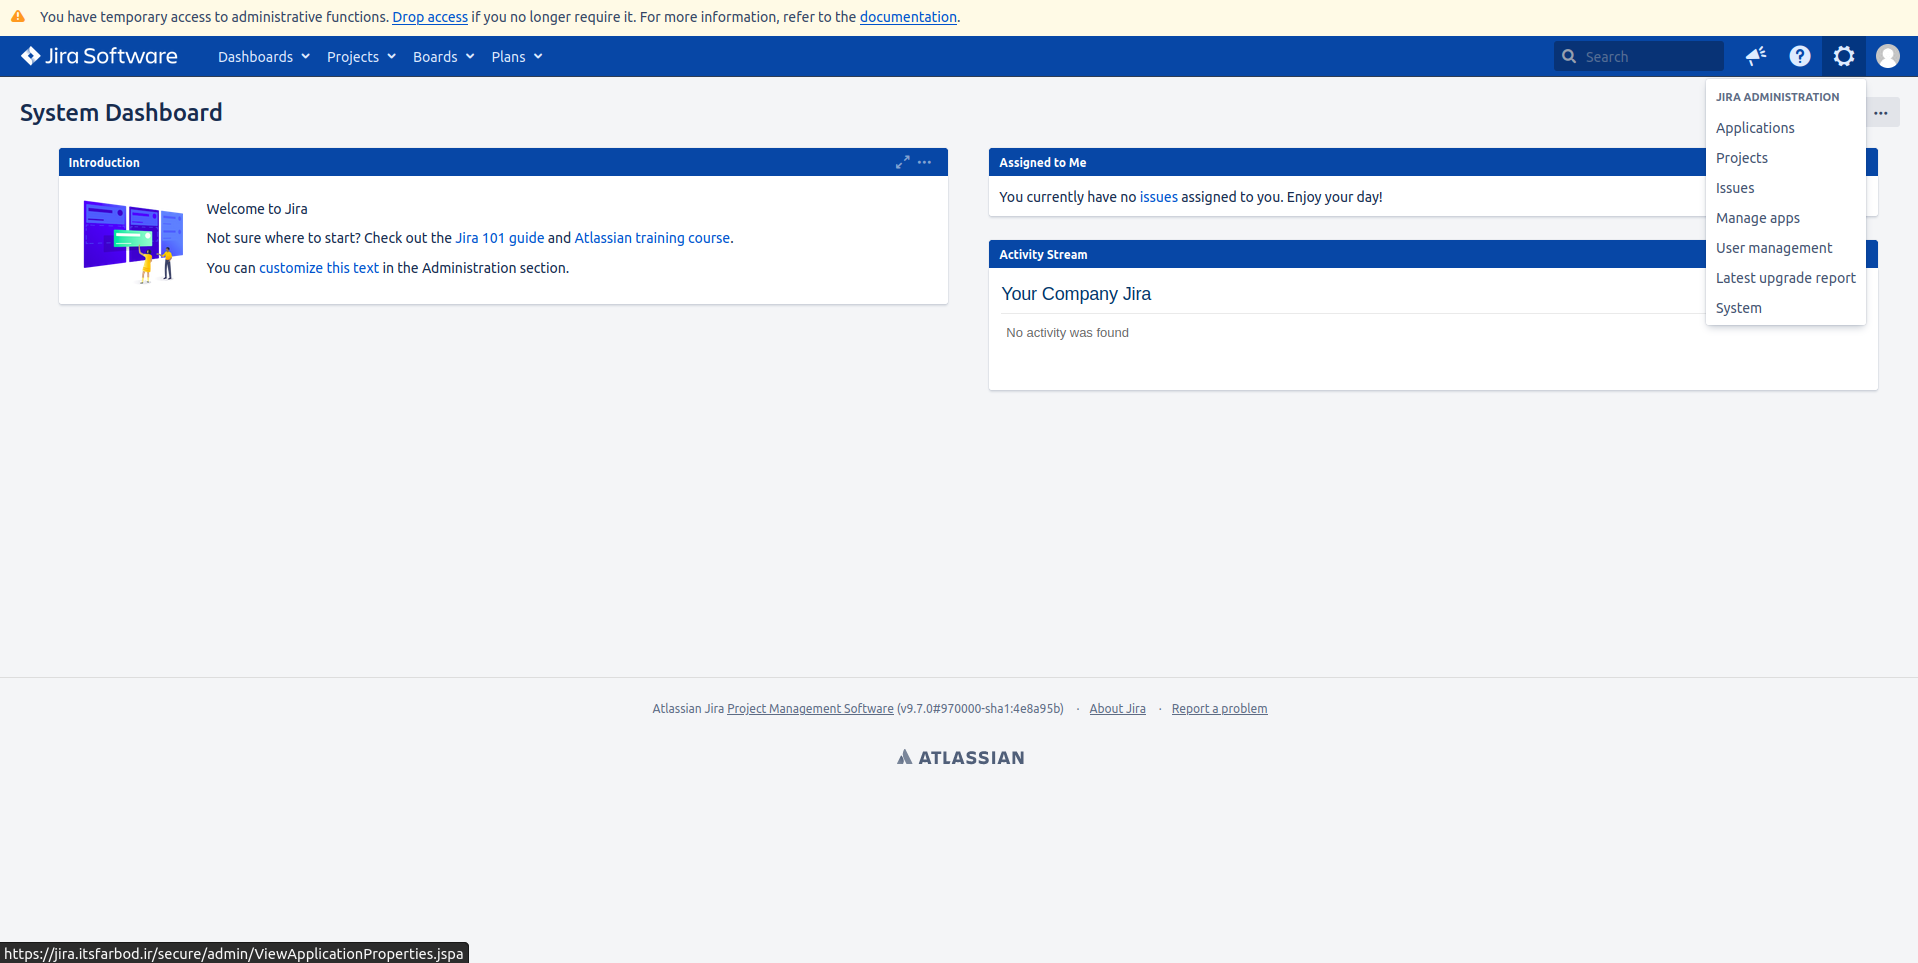 You have temporary access to administrative functions. Drop access if you no longer require it. For more information, refer to the documentation.
Jira Software Dashboards Projects Boards Plans Search
System Dashboard
JIRA ADMINISTRATION
Applications
Projects
Issues
Manage apps
User management
Latest upgrade report
System
Introduction
Welcome to Jira
Not sure where to start? Check out the Jira 101 guide and Atlassian training course.
You can customize this text in the Administration section.
Assigned to Me
You currently have no issues assigned to you. Enjoy your day!
Activity Stream
Your Company Jira
No activity was found
Atlassian Jira Project Management Software (v9.7.0#970000-sha1:4e8a95b) · About Jira · Report a problem
ATLASSIAN
https://jira.itsfarbod.ir/secure/admin/ViewApplicationProperties.jspa